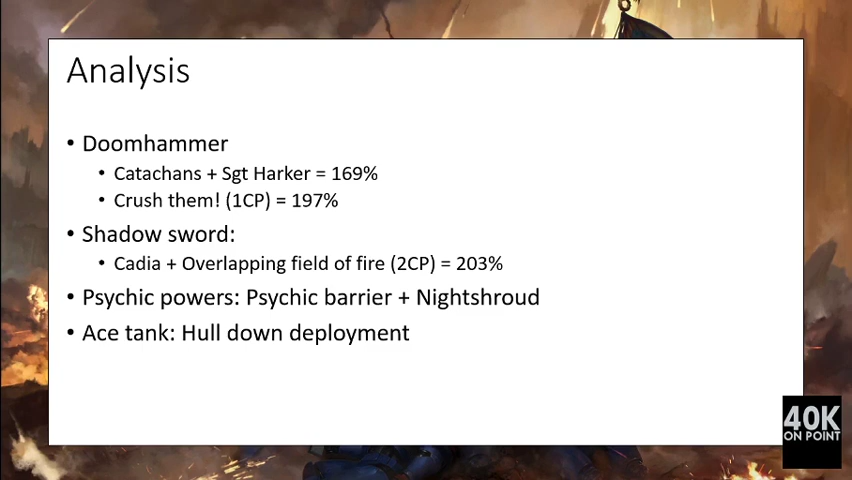 Analysis
• Doomhammer
• Catachans + Sgt Harker = 169%
• Crush them! (1CP) = 197%
• Shadow sword:
• Cadia + Overlapping field of fire (2CP) = 203%
• Psychic powers: Psychic barrier + Nightshroud
• Ace tank: Hull down deployment
40K
ON POINT